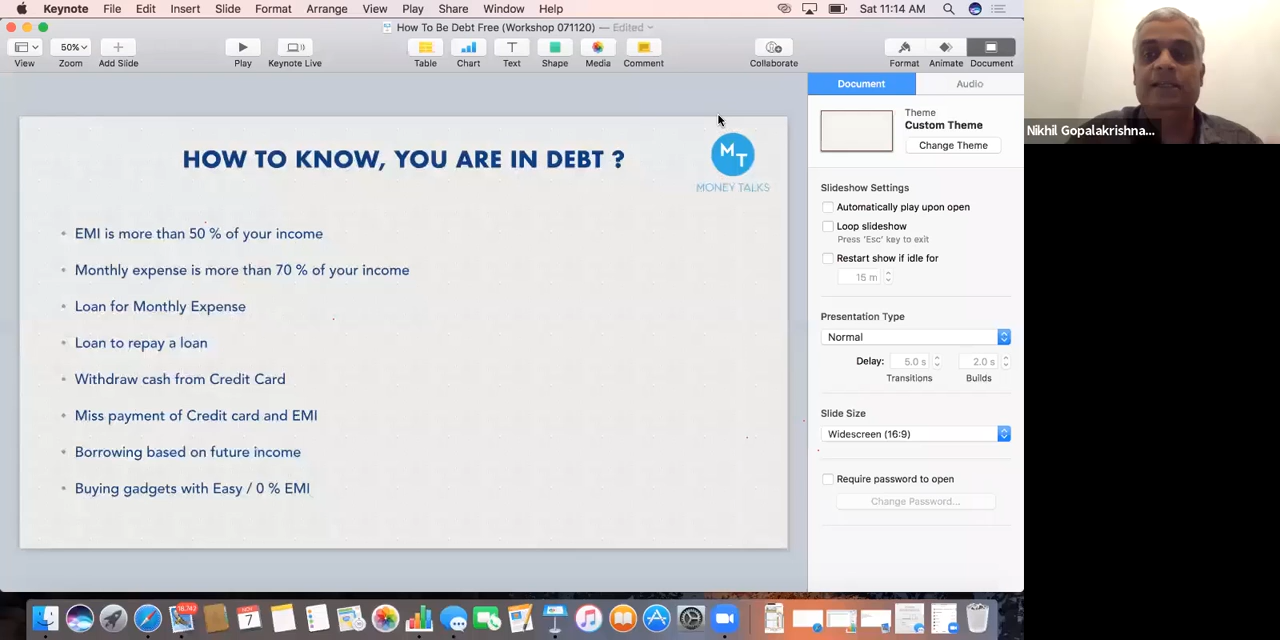 Keynote File Edit Insert Slide Format Arrange View Play Share Window Help Sat 11:14 AM
How To Be Debt Free (Workshop 071120) — Edited
50%
View Zoom Add Slide Play Keynote Live Table Chart Text Shape Media Comment Collaborate Format Animate Document
Document Audio
Theme
Custom Theme
Change Theme
Slideshow Settings
Automatically play upon open
Loop slideshow
Press 'Esc' key to exit
Restart show if idle for
15 m
Presentation Type
Normal
Delay: 5.0 s 2.0 s
Transitions Builds
Slide Size
Widescreen (16:9)
Require password to open
Change Password...
HOW TO KNOW, YOU ARE IN DEBT ?
MT
MONEY TALKS
• EMI is more than 50 % of your income
• Monthly expense is more than 70 % of your income
• Loan for Monthly Expense
• Loan to repay a loan
• Withdraw cash from Credit Card
• Miss payment of Credit card and EMI
• Borrowing based on future income
• Buying gadgets with Easy / 0 % EMI
Nikhil Gopalakrishna...
18,742
NOV
7